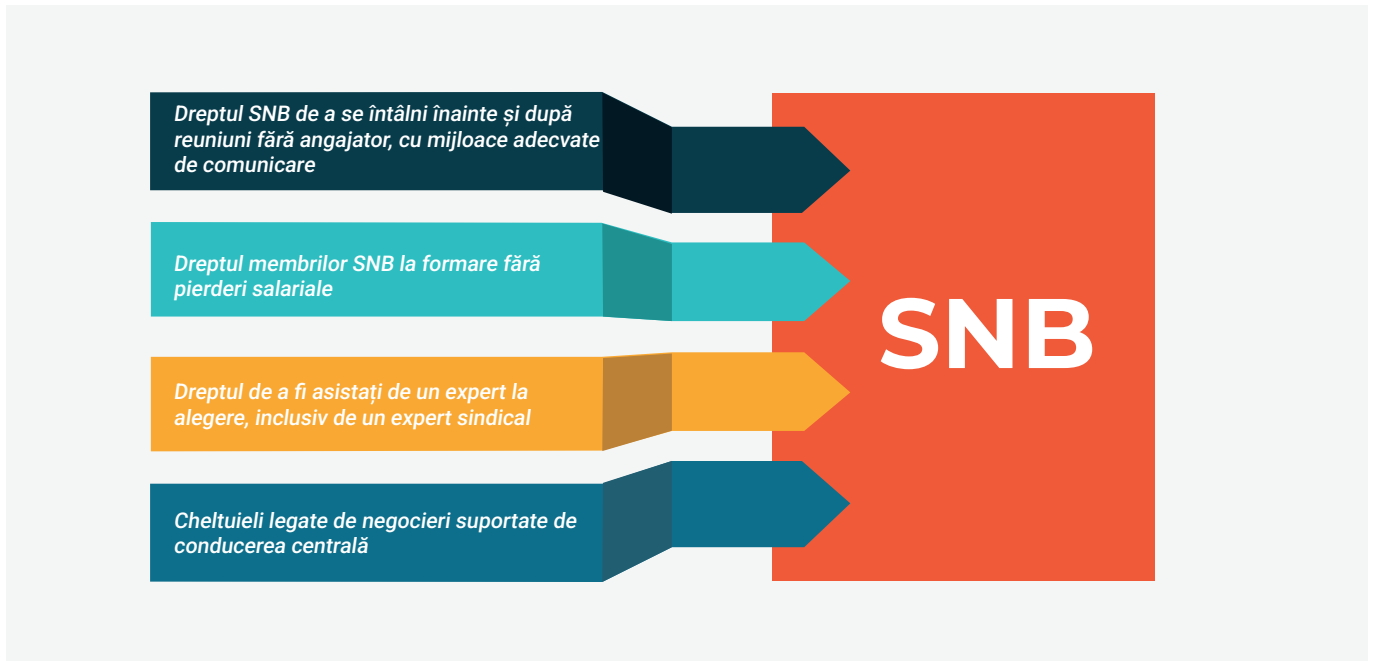 Dreptul SNB de a se întâlni înainte și după
reuniuni fără angajator, cu mijloace adecvate
de comunicare
Dreptul membrilor SNB la formare fără
pierderi salariale
Dreptul de a fi asistați de un expert la
alegere, inclusiv de un expert sindical
Cheltuieli legate de negocieri suportate de
conducerea centrală
SNB